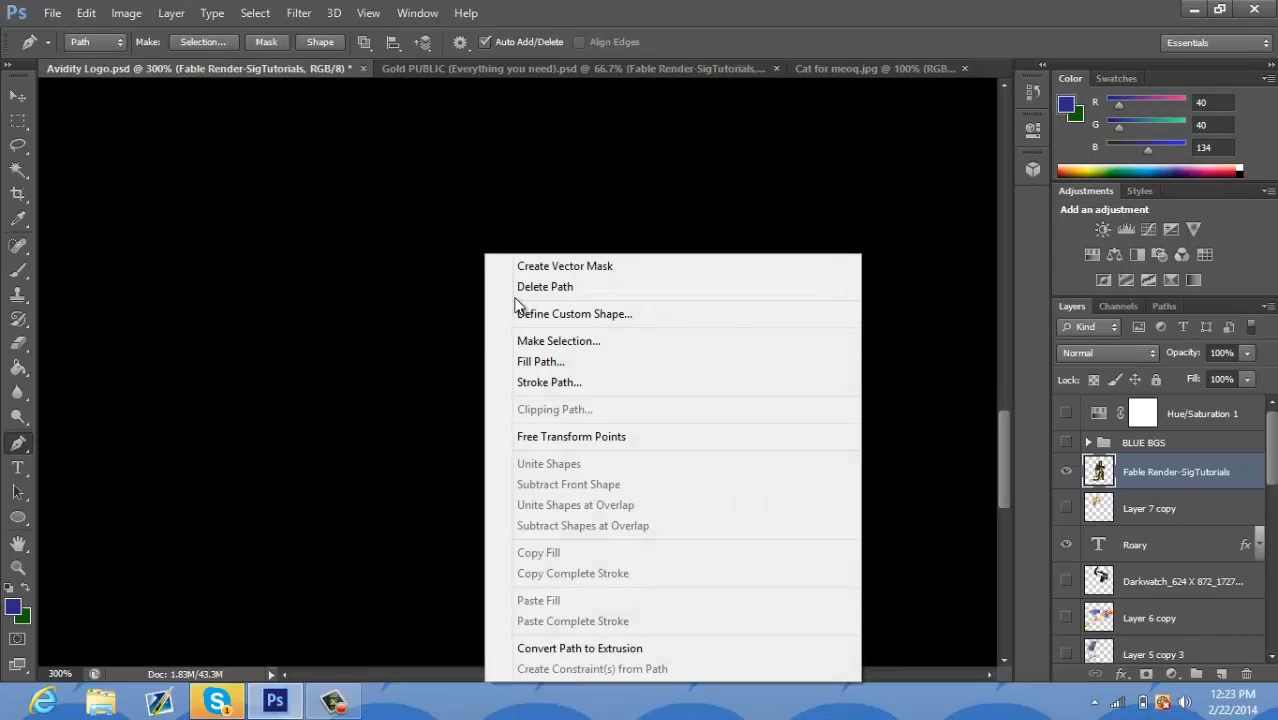 Ps File Edit Image Layer Type Select Filter 3D View Window Help
Path Make: Selection... Mask Shape Auto Add/Delete Align Edges Essentials
Avidity Logo.psd @ 300% (Fable Render-SigTutorials, RGB/8) * × Gold PUBLIC (Everything you need).psd @ 66.7% (Fable Render-SigTutorials,... × Cat for meoq.jpg @ 100% (RGB... ×
Color Swatches
R 40
G 40
B 134
Adjustments Styles
Add an adjustment
Create Vector Mask
Delete Path
Define Custom Shape...
Make Selection...
Fill Path...
Stroke Path...
Clipping Path...
Free Transform Points
Unite Shapes
Subtract Front Shape
Unite Shapes at Overlap
Subtract Shapes at Overlap
Copy Fill
Copy Complete Stroke
Paste Fill
Paste Complete Stroke
Convert Path to Extrusion
Create Constraint(s) from Path
Layers Channels Paths
Kind
Normal Opacity: 100%
Lock: Fill: 100%
Hue/Saturation 1
BLUE BGS
Fable Render-SigTutorials
Layer 7 copy
T Roary fx
Darkwatch_624 X 872_1727...
Layer 6 copy
Layer 5 copy 3
300% Doc: 1.83M/43.3M
12:23 PM
2/22/2014